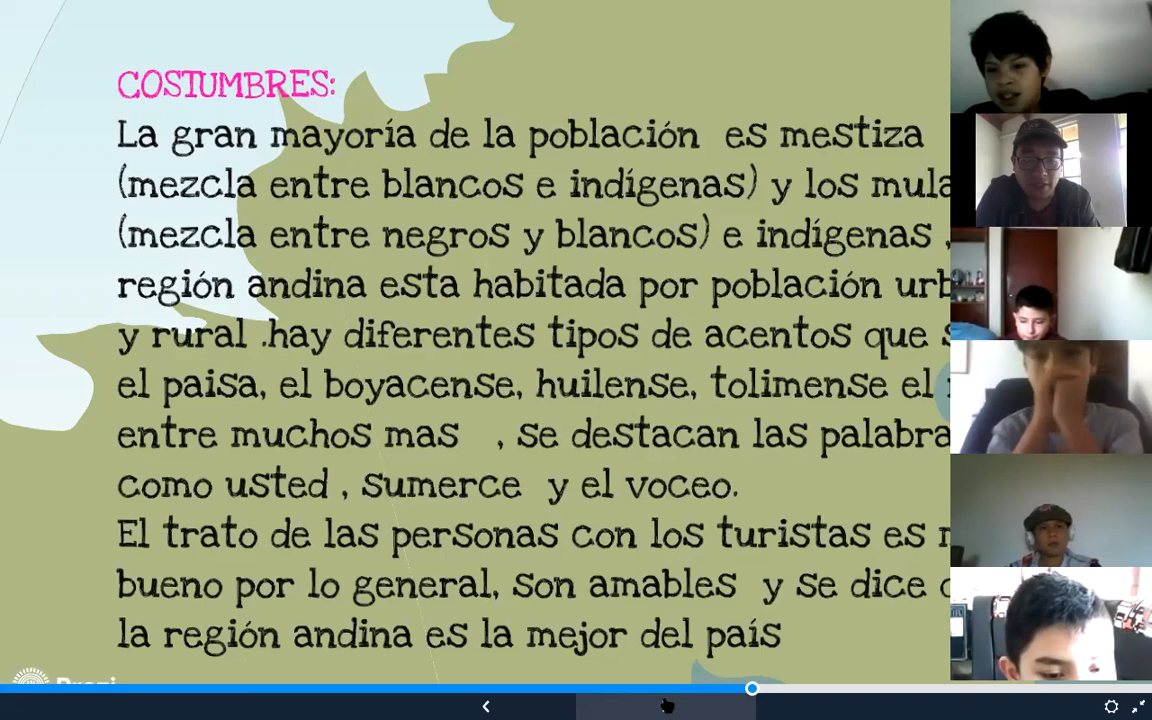 COSTUMBRES:
La gran mayoría de la población es mestiza
(mezcla entre blancos e indígenas) y los
(mezcla entre negros y blancos) e indígenas ,
región andina esta habitada por población
y rural .hay diferentes tipos de acentos que
el paisa, el boyacense, huilense, tolimense el
entre muchos mas , se destacan las
como usted , sumerce y el voceo.
El trato de las personas con los turistas es
bueno por lo general, son amables y se dice
la región andina es la mejor del país
Prezi